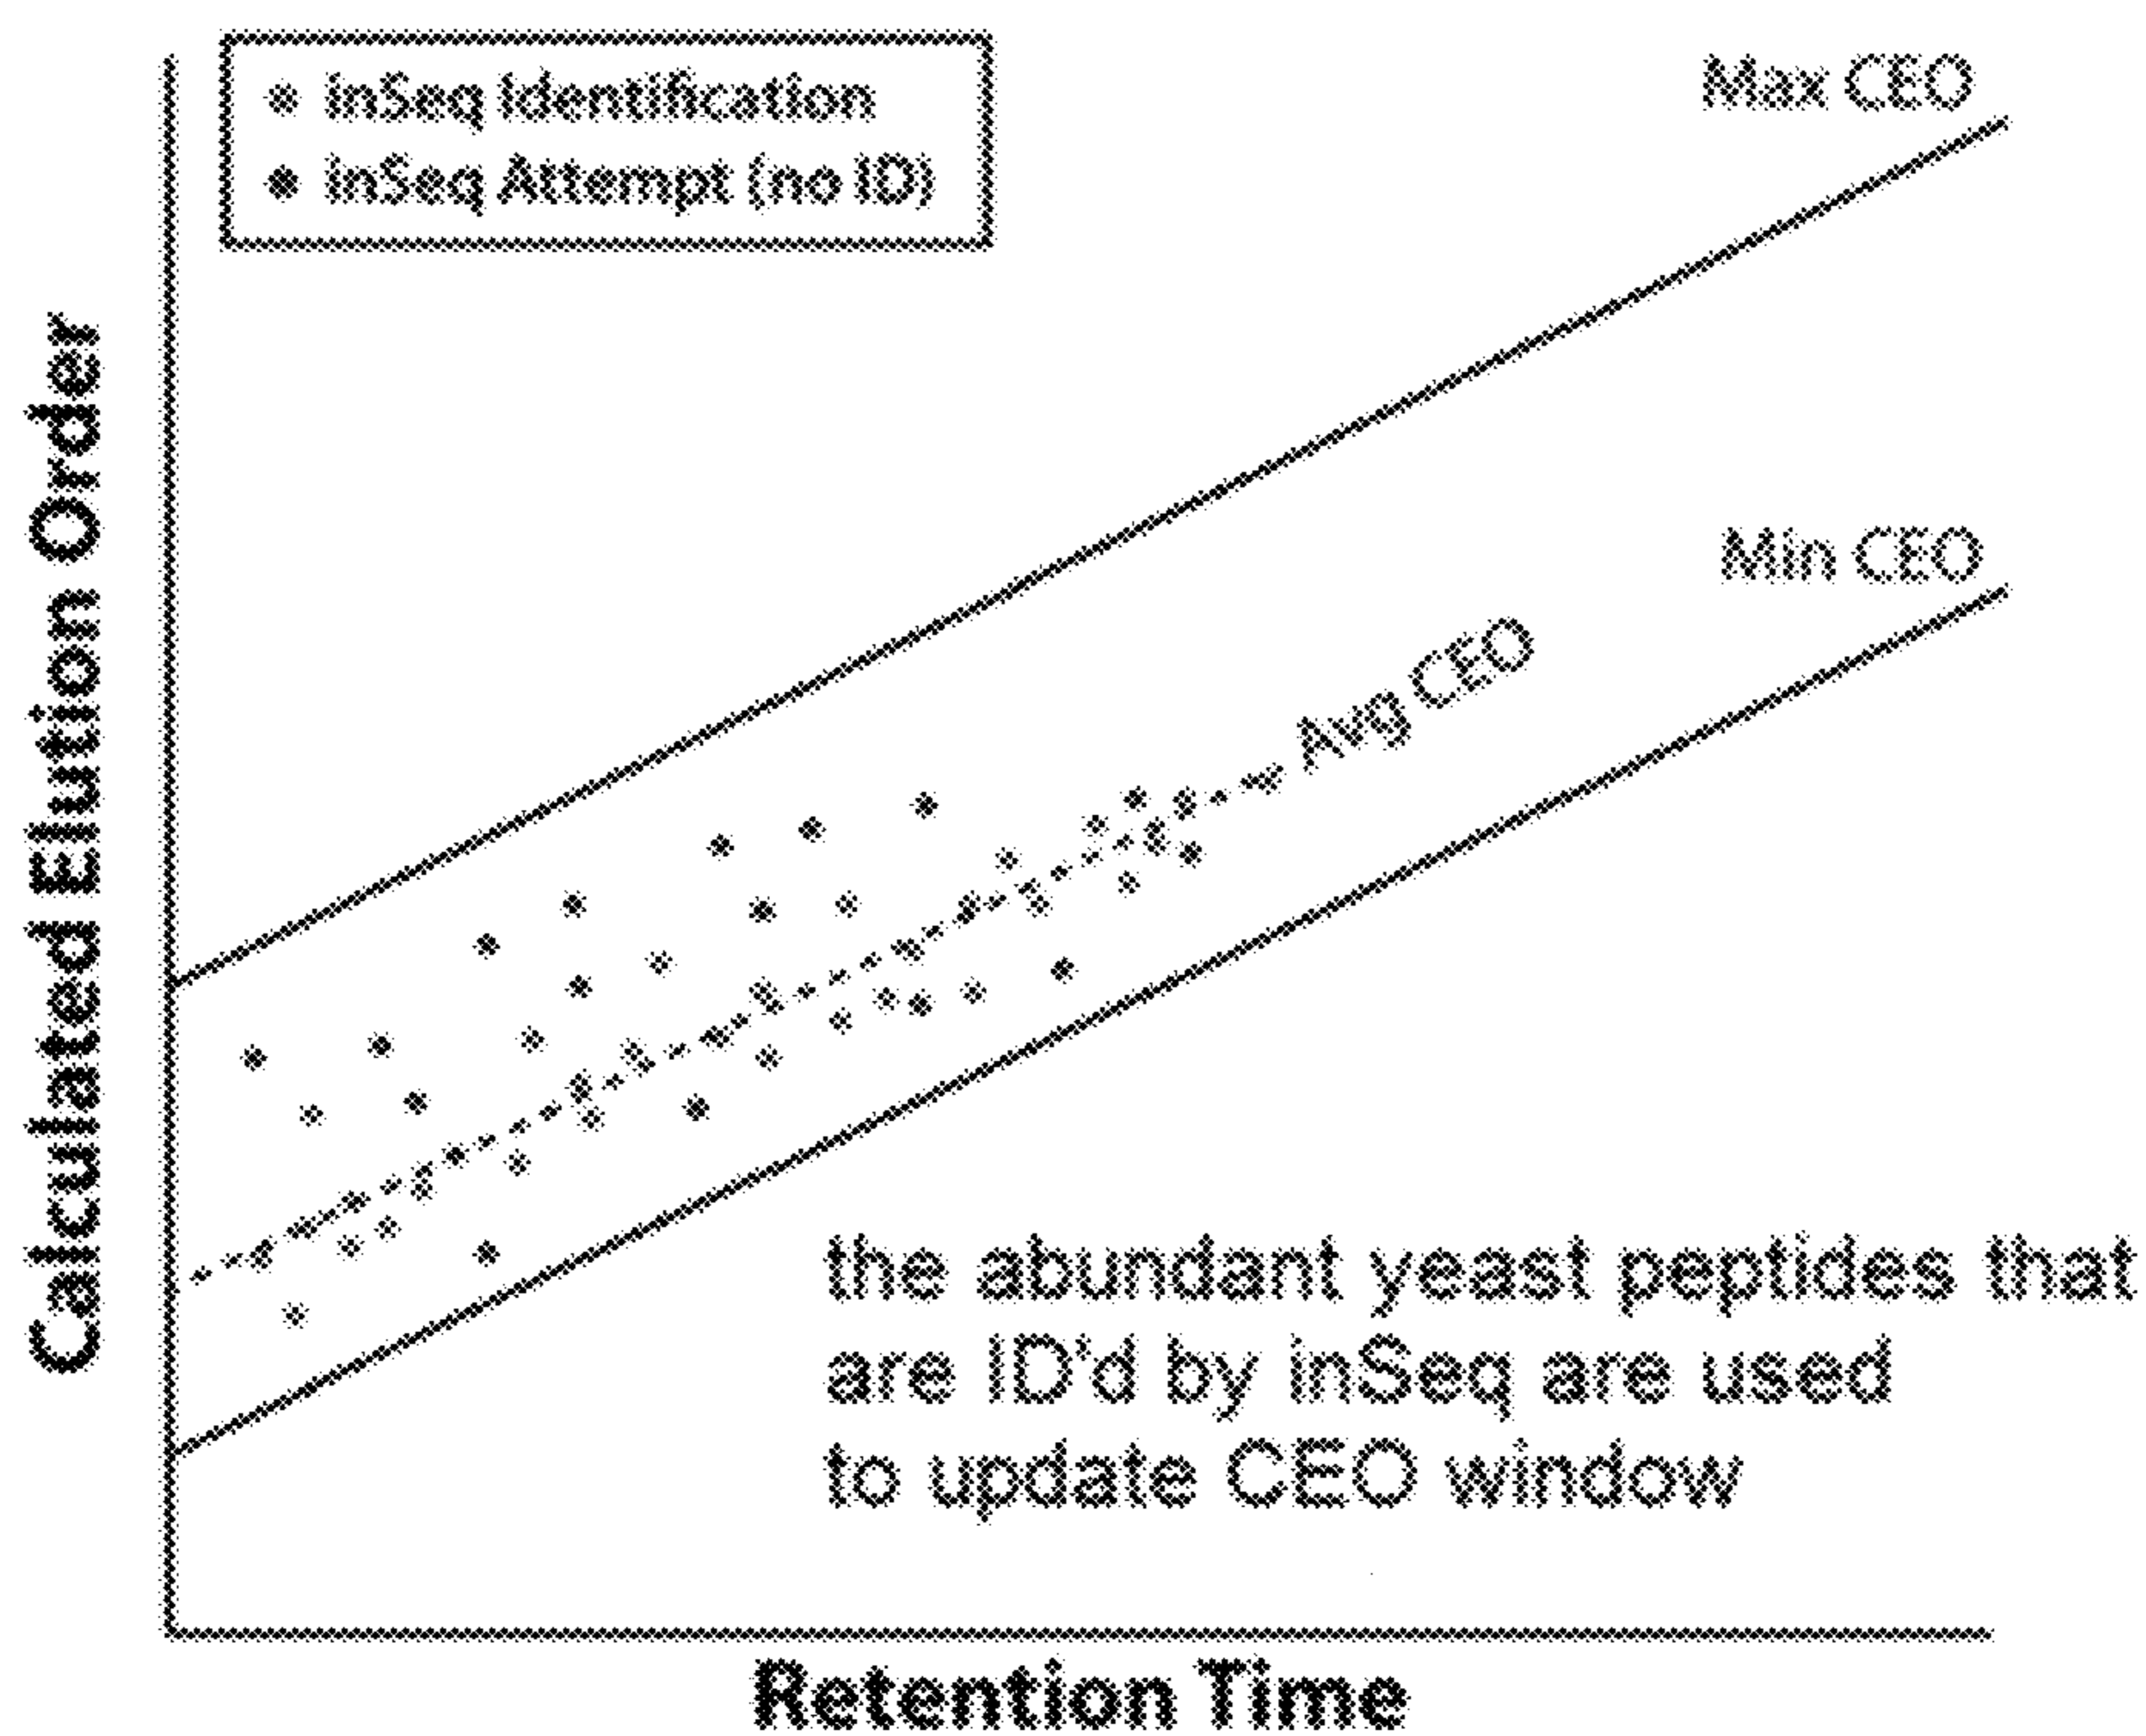 inSeq Identification
inSeq Attempt (no ID)
Max CEO
Min CEO
Avg CEO
Calculated Elution Order
the abundant yeast peptides that
are ID'd by inSeq are used
to update CEO window
Retention Time